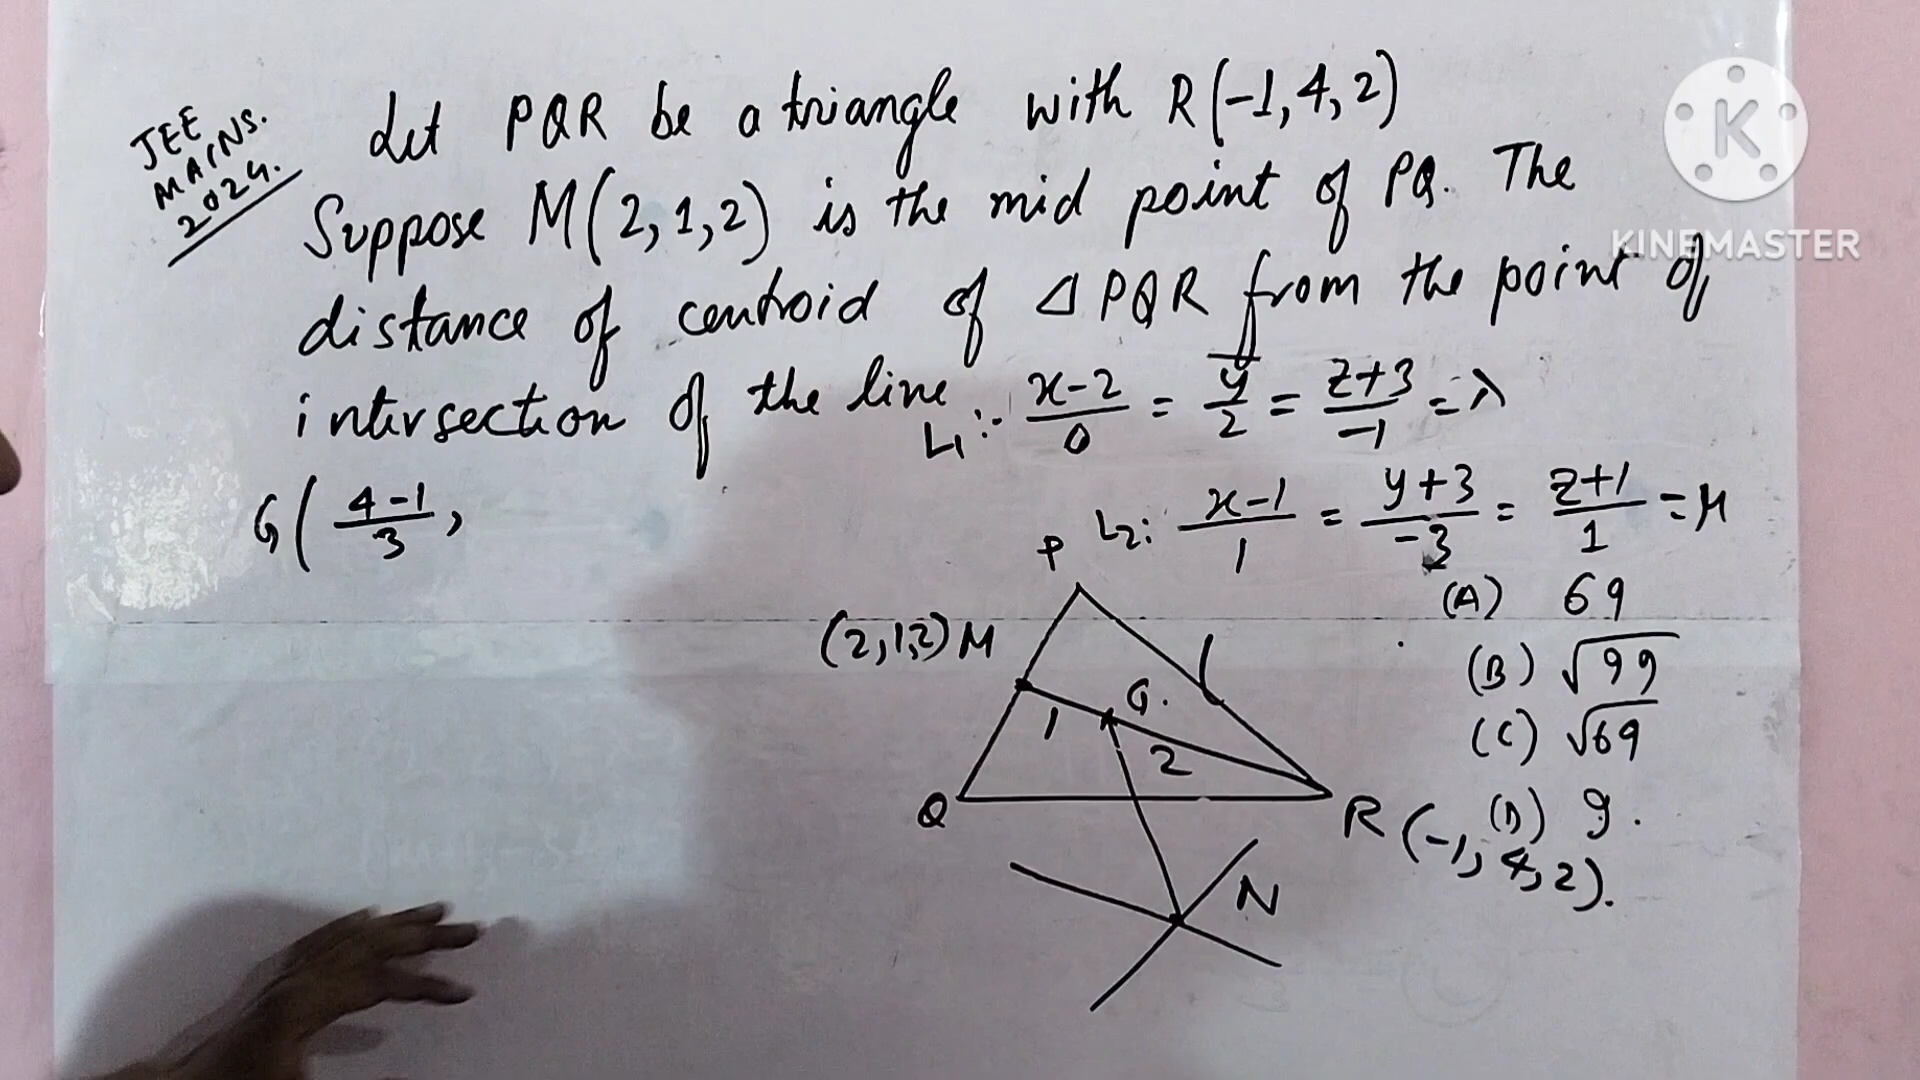 JEE
MAINS.
2024.
Let PQR be a triangle with R(-1,4,2)
Suppose M(2,1,2) is the mid point of PQ. The
distance of centroid of △PQR from the point of
intersection of the line L₁:- x-2/0 = y/2 = z+3/-1 = λ
L₂: x-1/1 = y+3/-3 = z+1/1 = μ
G(4-1/3,
(A) 69
(B) √99
(C) √69
(D) 9.
P
(2,1,2) M
G.
1
2
Q
R (-1,4,2).
N
K
KINEMASTER